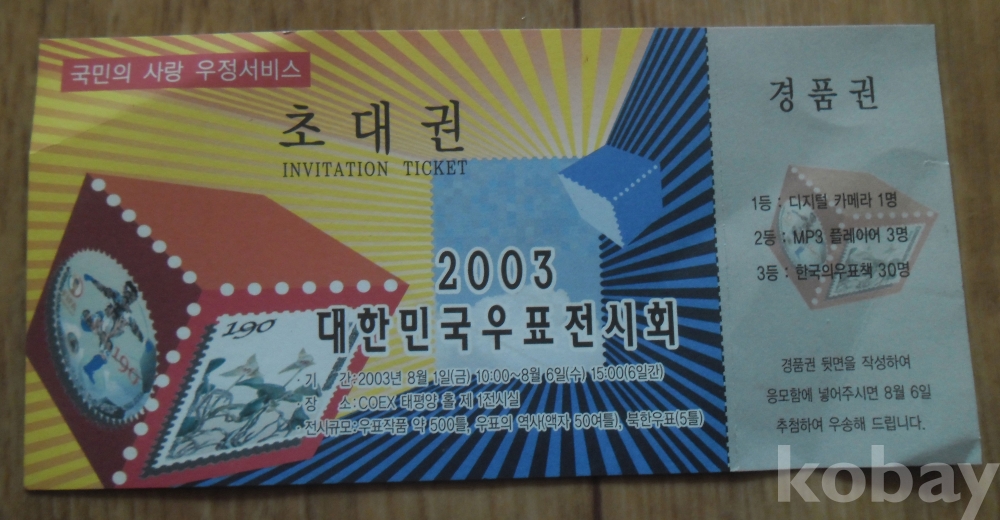 국민의 사랑 우정서비스
초대권
INVITATION TICKET
190
190
2003
대한민국우표전시회
· 기 간:2003년 8월 1일(금) 10:00~8월 6일(수) 15:00(6일간)
· 장 소:COEX 태평양 홀 제 1전시실
· 전시규모:우표작품 약 500틀, 우표의 역사(액자 50여틀), 북한우표(5틀)
경품권
1등 : 디지털 카메라 1명
2등 : MP3 플레이어 3명
3등 : 한국의우표책 30명
경품권 뒷면을 작성하여
응모함에 넣어주시면 8월 6일
추첨하여 우송해 드립니다.
kobay